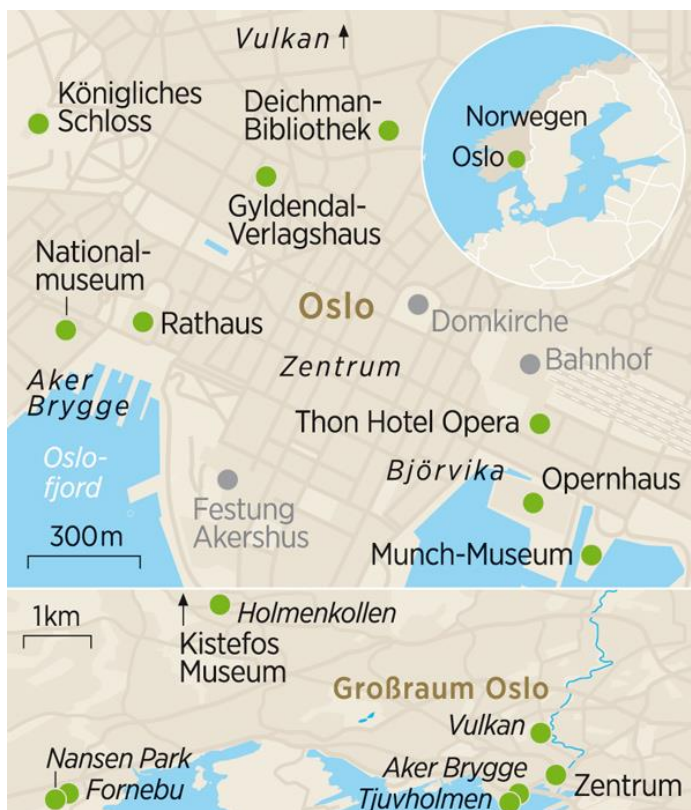 Vulkan
Königliches
Schloss
Deichman-
Bibliothek
Norwegen
Oslo
Gyldendal-
Verlagshaus
National-
museum
Rathaus
Oslo
Domkirche
Zentrum
Bahnhof
Aker
Brygge
Thon Hotel Opera
Oslo-
fjord
Björvika
Opernhaus
Festung
Akershus
300m
Munch-Museum
1km
Holmenkollen
Kistefos
Museum
Großraum Oslo
Vulkan
Nansen Park
Fornebu
Aker Brygge
Tjuvholmen
Zentrum